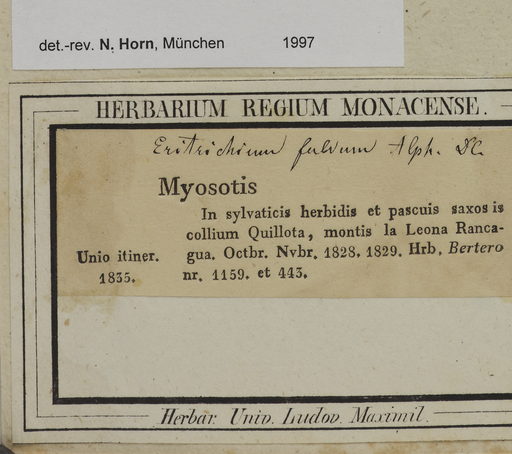 det.-rev. N. Horn, München 1997
HERBARIUM REGIUM MONACENSE.
Eritrichium fulvum Alph. DC.
Myosotis
In sylvaticis herbidis et pascuis saxosis
collium Quillota, montis la Leona Ranca-
gua. Octbr. Nvbr. 1828. 1829. Hrb. Bertero
nr. 1159. et 443.
Unio itiner.
1835.
Herbar. Univ. Ludov. Maximil.